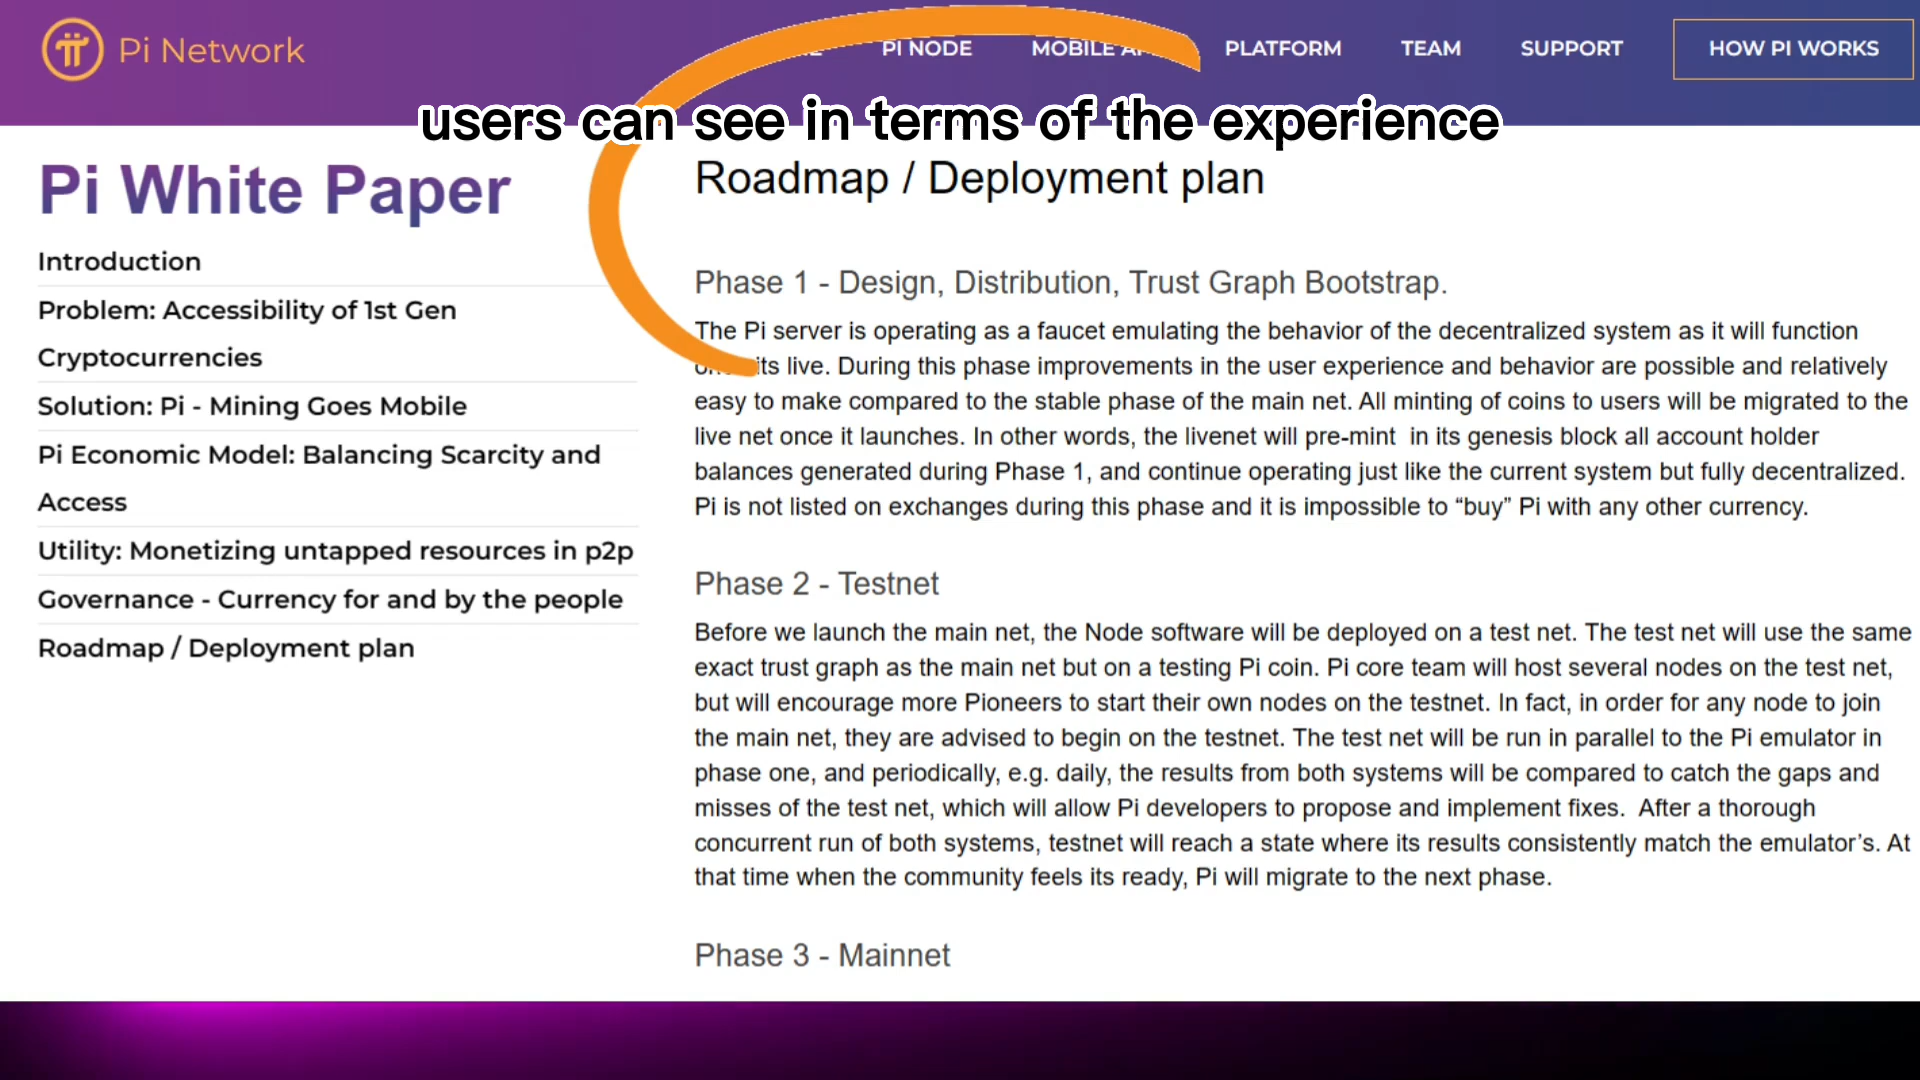 Pi Network
PI NODE
MOBILE
PLATFORM
TEAM
SUPPORT
HOW PI WORKS
users can see in terms of the experience
Pi White Paper
Introduction
Problem: Accessibility of 1st Gen
Cryptocurrencies
Solution: Pi - Mining Goes Mobile
Pi Economic Model: Balancing Scarcity and
Access
Utility: Monetizing untapped resources in p2p
Governance - Currency for and by the people
Roadmap / Deployment plan
Roadmap / Deployment plan
Phase 1 - Design, Distribution, Trust Graph Bootstrap.
The Pi server is operating as a faucet emulating the behavior of the decentralized system as it will function
its live. During this phase improvements in the user experience and behavior are possible and relatively
easy to make compared to the stable phase of the main net. All minting of coins to users will be migrated to the
live net once it launches. In other words, the livenet will pre-mint in its genesis block all account holder
balances generated during Phase 1, and continue operating just like the current system but fully decentralized.
Pi is not listed on exchanges during this phase and it is impossible to “buy” Pi with any other currency.
Phase 2 - Testnet
Before we launch the main net, the Node software will be deployed on a test net. The test net will use the same
exact trust graph as the main net but on a testing Pi coin. Pi core team will host several nodes on the test net,
but will encourage more Pioneers to start their own nodes on the testnet. In fact, in order for any node to join
the main net, they are advised to begin on the testnet. The test net will be run in parallel to the Pi emulator in
phase one, and periodically, e.g. daily, the results from both systems will be compared to catch the gaps and
misses of the test net, which will allow Pi developers to propose and implement fixes. After a thorough
concurrent run of both systems, testnet will reach a state where its results consistently match the emulator’s. At
that time when the community feels its ready, Pi will migrate to the next phase.
Phase 3 - Mainnet